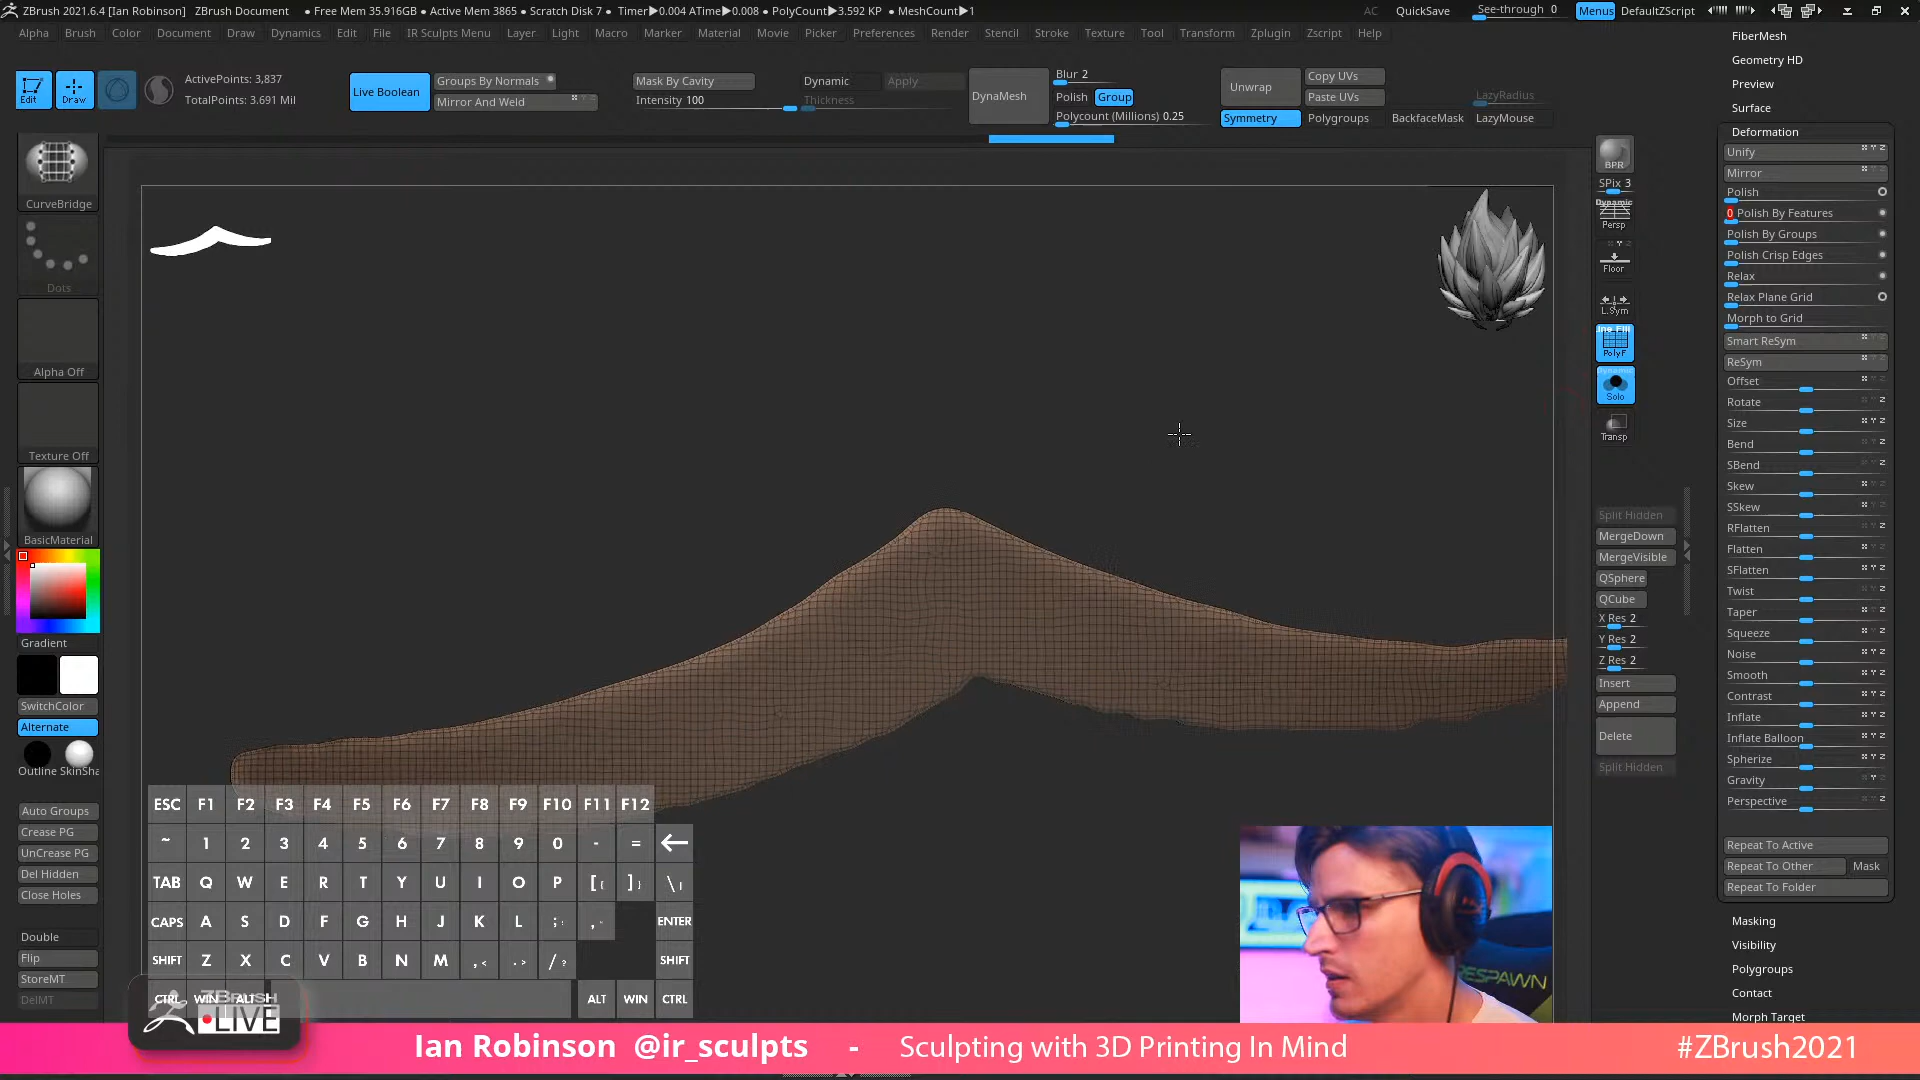 ZBrush 2021.6.4 [Ian Robinson] ZBrush Document • Free Mem 35.916GB • Active Mem 3865 • Scratch Disk 7 • Timer▶0.004 ATime▶0.008 • PolyCount▶3.592 KP • MeshCount▶1 AC QuickSave See-through 0 Menus DefaultZScript
Alpha Brush Color Document Draw Dynamics Edit File IR Sculpts Menu Layer Light Macro Marker Material Movie Picker Preferences Render Stencil Stroke Texture Tool Transform Zplugin Zscript Help
Edit Draw
ActivePoints: 3,837
TotalPoints: 3.691 Mil
Live Boolean
Groups By Normals
Mirror And Weld
Mask By Cavity
Intensity 100
Dynamic Apply
Thickness
DynaMesh
Blur 2
Polish Group
Polycount (Millions) 0.25
Unwrap
Copy UVs
Paste UVs
Symmetry Polygroups
LazyRadius
BackfaceMask LazyMouse
CurveBridge
Dots
Alpha Off
Texture Off
BasicMaterial
Gradient
SwitchColor
Alternate
Outline SkinSha
Auto Groups
Crease PG
UnCrease PG
Del Hidden
Close Holes
Double
Flip
StoreMT
DelMT
BPR
SPix 3
Dynamic
Persp
Floor
L.Sym
Line Fill
PolyF
Dynamic
Solo
Transp
Split Hidden
MergeDown
MergeVisible
QSphere
QCube
X Res 2
Y Res 2
Z Res 2
Insert
Append
Delete
Split Hidden
FiberMesh
Geometry HD
Preview
Surface
Deformation
Unify
Mirror
Polish
0 Polish By Features
Polish By Groups
Polish Crisp Edges
Relax
Relax Plane Grid
Morph to Grid
Smart ReSym
ReSym
Offset
Rotate
Size
Bend
SBend
Skew
SSkew
RFlatten
Flatten
SFlatten
Twist
Taper
Squeeze
Noise
Smooth
Contrast
Inflate
Inflate Balloon
Spherize
Gravity
Perspective
Repeat To Active
Repeat To Other Mask
Repeat To Folder
Masking
Visibility
Polygroups
Contact
Morph Target
ESC F1 F2 F3 F4 F5 F6 F7 F8 F9 F10 F11 F12
~ 1 2 3 4 5 6 7 8 9 0 - = ←
TAB Q W E R T Y U I O P [{ ]} \|
CAPS A S D F G H J K L ;: ENTER
SHIFT Z X C V B N M ,< .> /? SHIFT
CTRL WIN ALT ALT WIN CTRL
ZBRUSH
LIVE
RESPAWN
Ian Robinson @ir_sculpts - Sculpting with 3D Printing In Mind #ZBrush2021